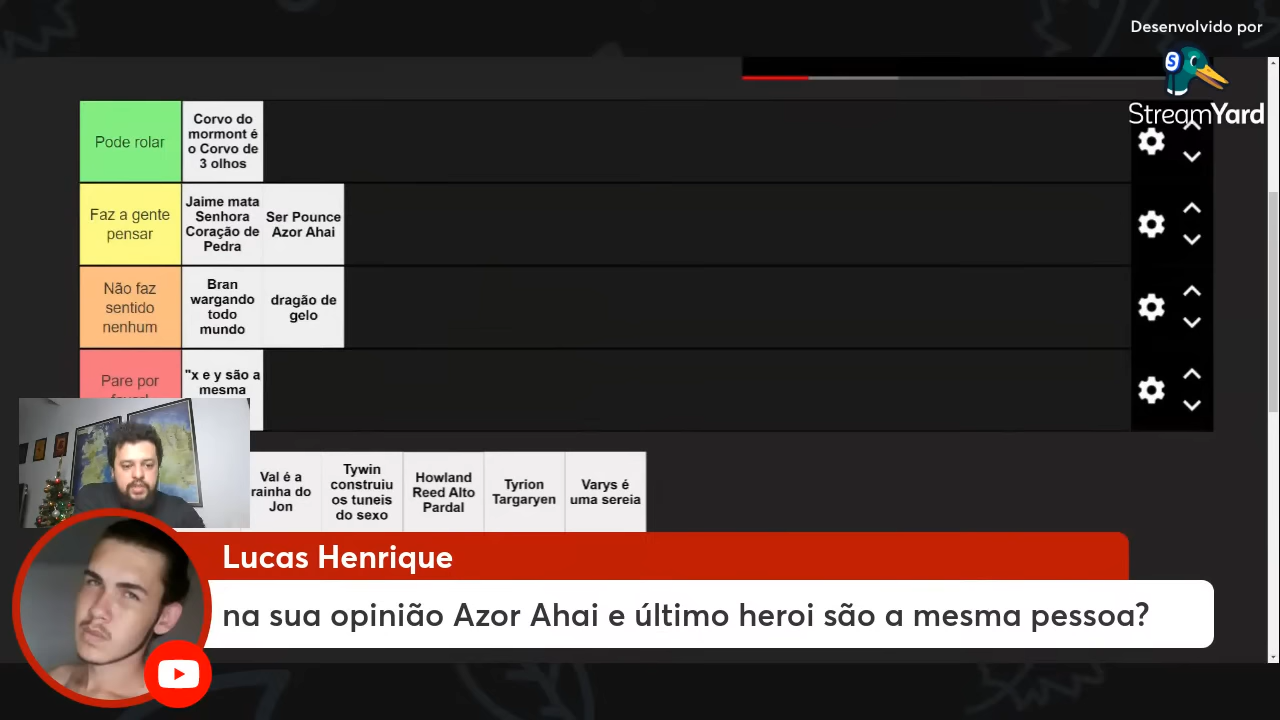 Desenvolvido por
StreamYard
Pode rolar
Corvo do
mormont é
o Corvo de
3 olhos
Faz a gente
pensar
Jaime mata
Senhora
Coração de
Pedra
Ser Pounce
Azor Ahai
Não faz
sentido
nenhum
Bran
wargando
todo
mundo
dragão de
gelo
Pare por
"x e y são a
mesma
Val é a
rainha do
Jon
Tywin
construiu
os tuneis
do sexo
Howland
Reed Alto
Pardal
Tyrion
Targaryen
Varys é
uma sereia
Lucas Henrique
na sua opinião Azor Ahai e último heroi são a mesma pessoa?